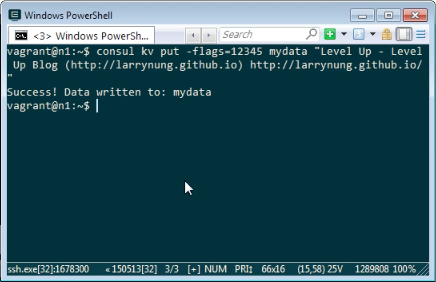 Windows PowerShell
<3> Windows PowerSh...
Search
vagrant@n1:~$ consul kv put -flags=12345 mydata "Level Up - Level
 Up Blog (http://larrynung.github.io) http://larrynung.github.io/
"
Success! Data written to: mydata
vagrant@n1:~$
ssh.exe[32]:1678300 « 150513[32] 3/3 [+] NUM PRI‡ 66x16 (15,58) 25V 1289808 100%